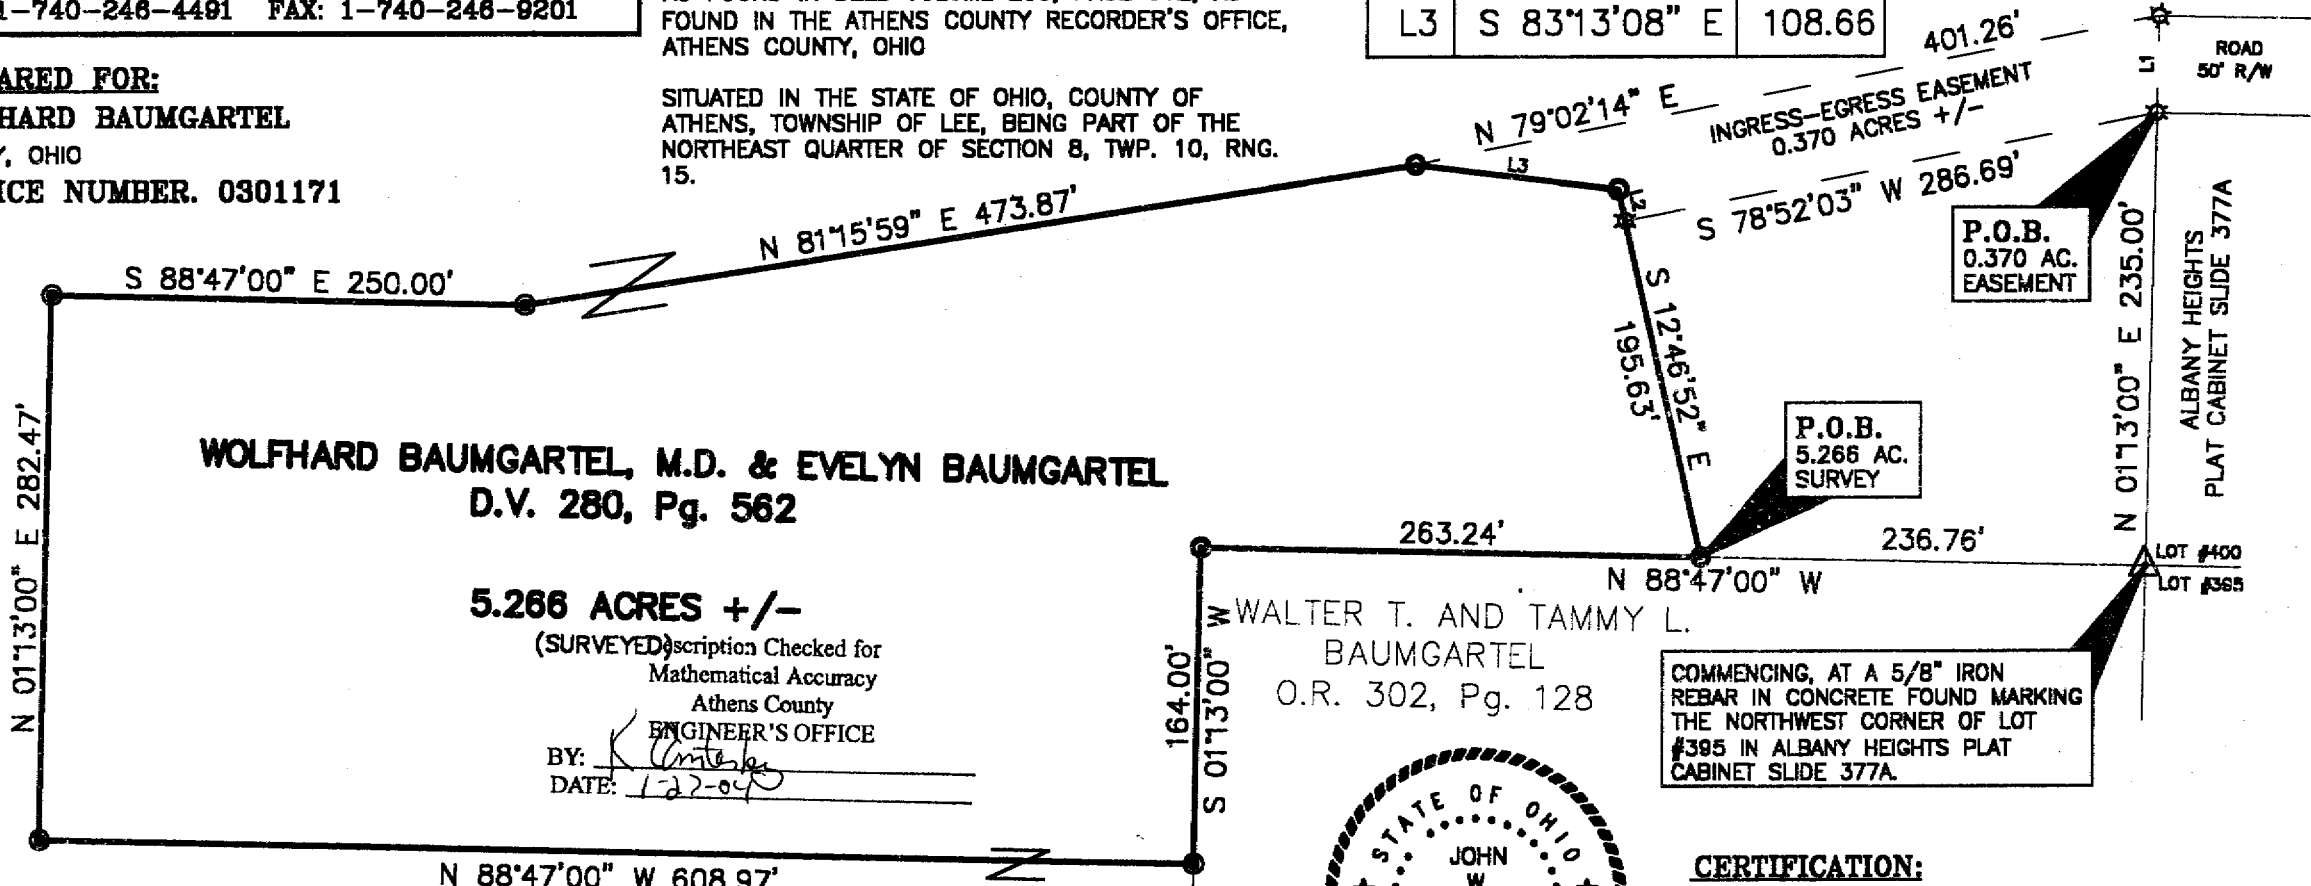 1-740-246-4491 FAX: 1-740-246-9201
ARED FOR:
HARD BAUMGARTEL
Y, OHIO
ICE NUMBER. 0301171
FOUND IN THE ATHENS COUNTY RECORDER'S OFFICE,
ATHENS COUNTY, OHIO
SITUATED IN THE STATE OF OHIO, COUNTY OF
ATHENS, TOWNSHIP OF LEE, BEING PART OF THE
NORTHEAST QUARTER OF SECTION 8, TWP. 10, RNG.
15.
L3 S 83°13'08" E 108.66
N 79°02'14" E 401.26'
INGRESS-EGRESS EASEMENT
0.370 ACRES +/-
S 78°52'03" W 286.69'
L1
ROAD
50' R/W
L3
L2
P.O.B.
0.370 AC.
EASEMENT
N 01°13'00" E 235.00'
ALBANY HEIGHTS
PLAT CABINET SLIDE 377A
S 88°47'00" E 250.00'
N 81°15'59" E 473.87'
S 12°46'52" E
195.63'
P.O.B.
5.266 AC.
SURVEY
N 01°13'00" E 282.47'
WOLFHARD BAUMGARTEL, M.D. & EVELYN BAUMGARTEL
D.V. 280, Pg. 562
5.266 ACRES +/-
(SURVEYED)
scription Checked for
Mathematical Accuracy
Athens County
ENGINEER'S OFFICE
BY:
DATE: 1-22-04
263.24'
236.76'
N 88°47'00" W
LOT #400
LOT #395
164.00'
S 01°13'00" W
WALTER T. AND TAMMY L.
BAUMGARTEL
O.R. 302, Pg. 128
COMMENCING, AT A 5/8" IRON
REBAR IN CONCRETE FOUND MARKING
THE NORTHWEST CORNER OF LOT
#395 IN ALBANY HEIGHTS PLAT
CABINET SLIDE 377A.
N 88°47'00" W 608.97'
STATE OF OHIO
JOHN
W.
CERTIFICATION: